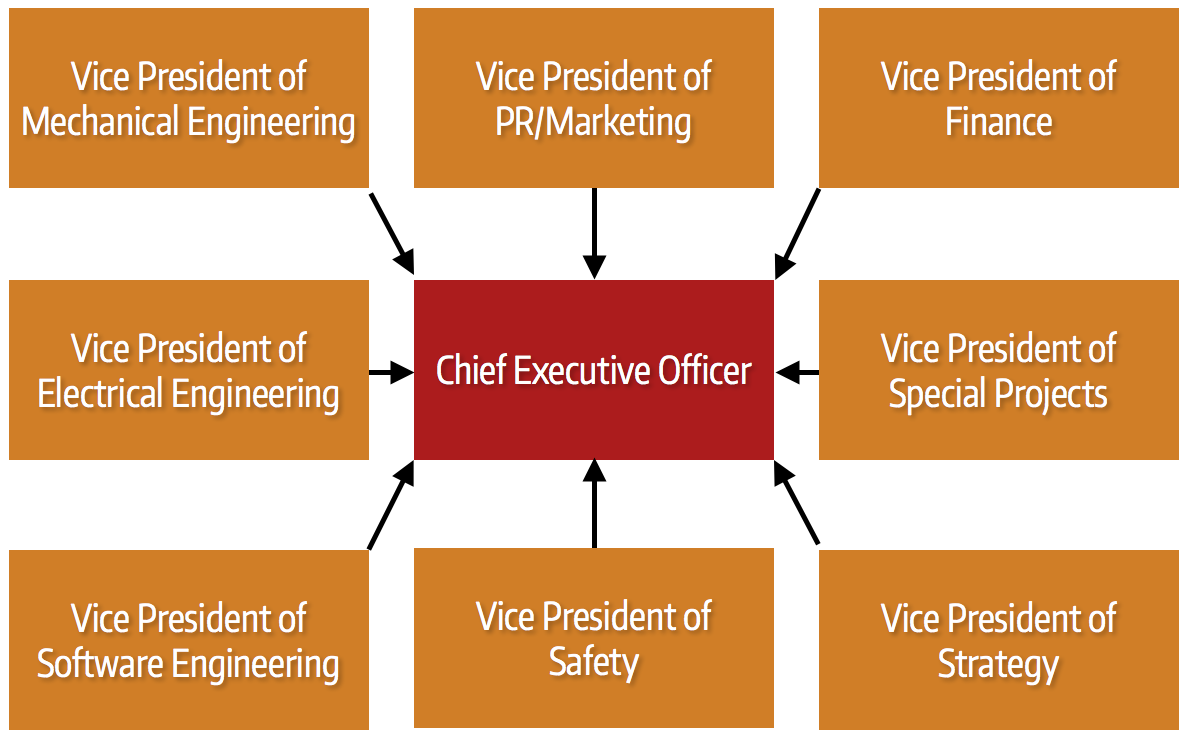 Vice President of
Mechanical Engineering
Vice President of
PR/Marketing
Vice President of
Finance
Vice President of
Electrical Engineering
Chief Executive Officer
Vice President of
Special Projects
Vice President of
Software Engineering
Vice President of
Safety
Vice President of
Strategy